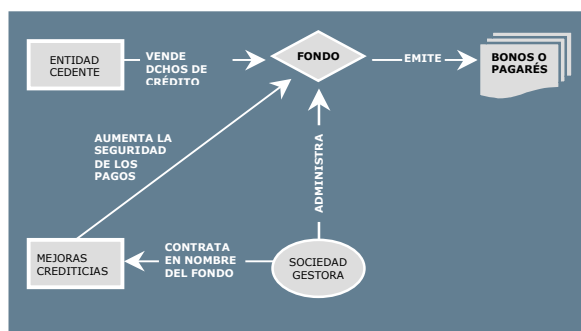 ENTIDAD
CEDENTE
VENDE
DCHOS DE
CRÉDITO
FONDO
EMITE
BONOS O
PAGARÉS
AUMENTA LA
SEGURIDAD
DE LOS
PAGOS
ADMINISTRA
MEJORAS
CREDITICIAS
CONTRATA
EN NOMBRE
DEL FONDO
SOCIEDAD
GESTORA